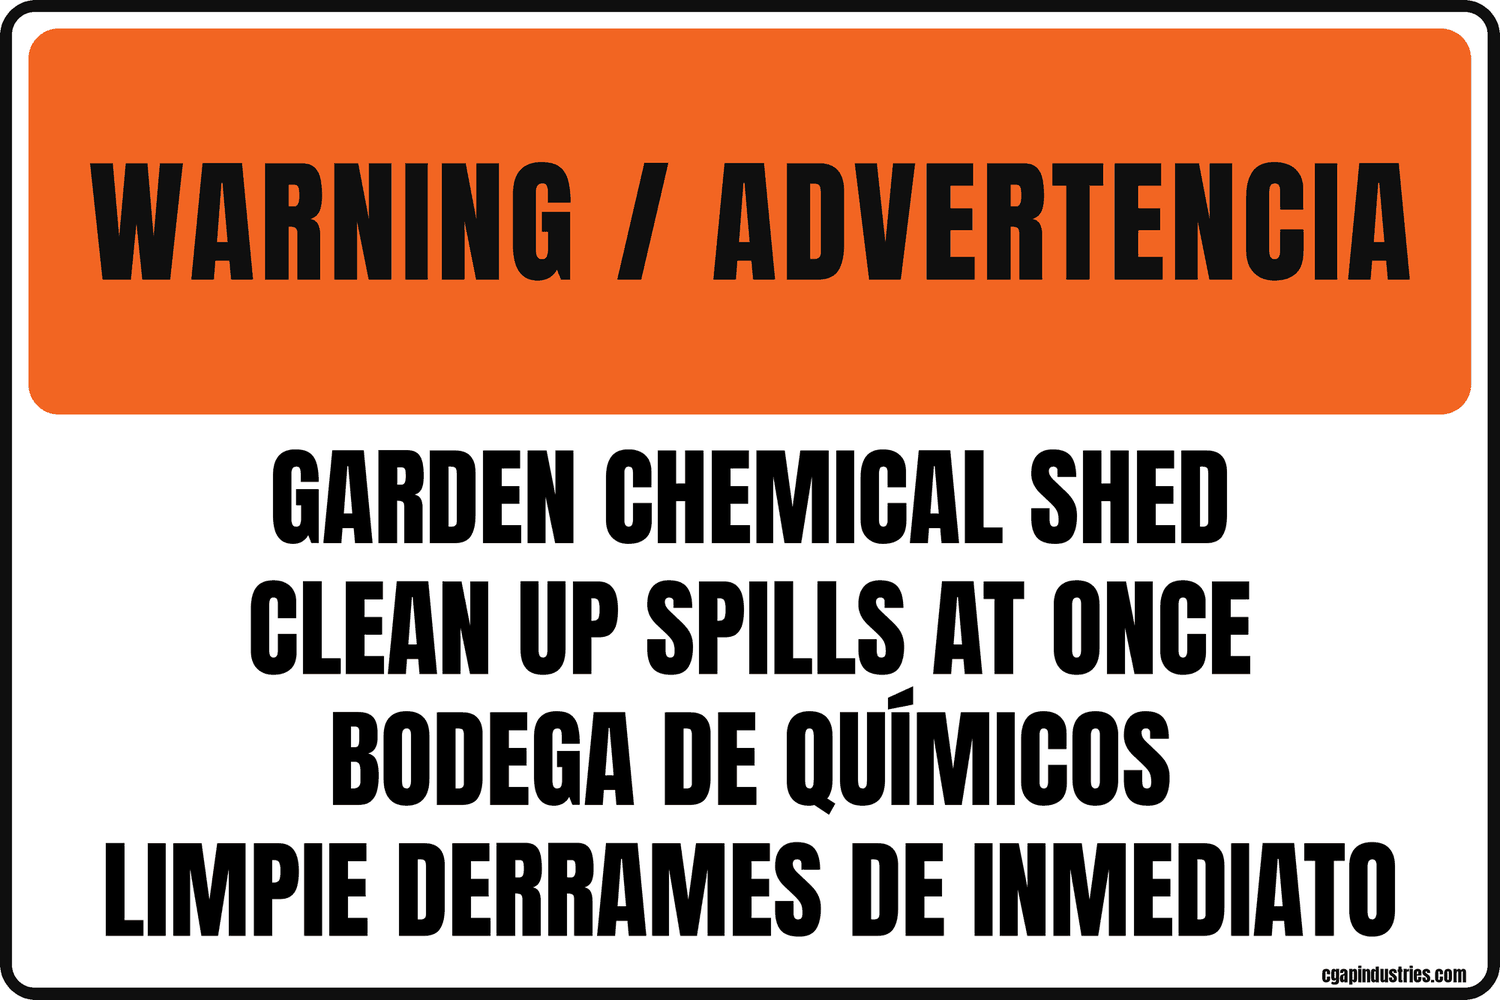 WARNING / ADVERTENCIA
GARDEN CHEMICAL SHED
CLEAN UP SPILLS AT ONCE
BODEGA DE QUÍMICOS
LIMPIE DERRAMES DE INMEDIATO
cgapindustries.com